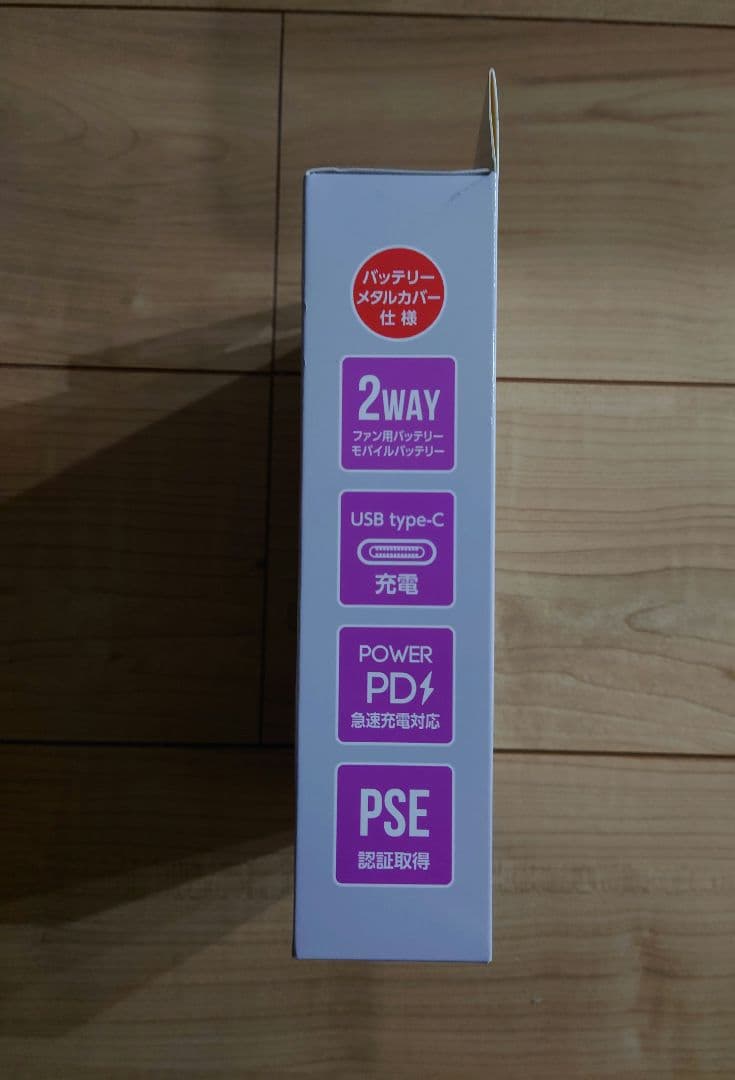 バッテリー
メタルカバー
仕様
2WAY
ファン用バッテリー
モバイルバッテリー
USB type-C
充電
POWER
PD
急速充電対応
PSE
認証取得